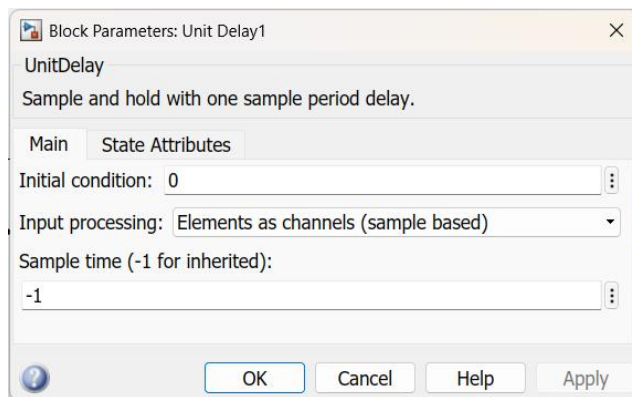 Block Parameters: Unit Delay1
UnitDelay
Sample and hold with one sample period delay.
Main State Attributes
Initial condition: 0
Input processing: Elements as channels (sample based)
Sample time (-1 for inherited):
-1
OK Cancel Help Apply